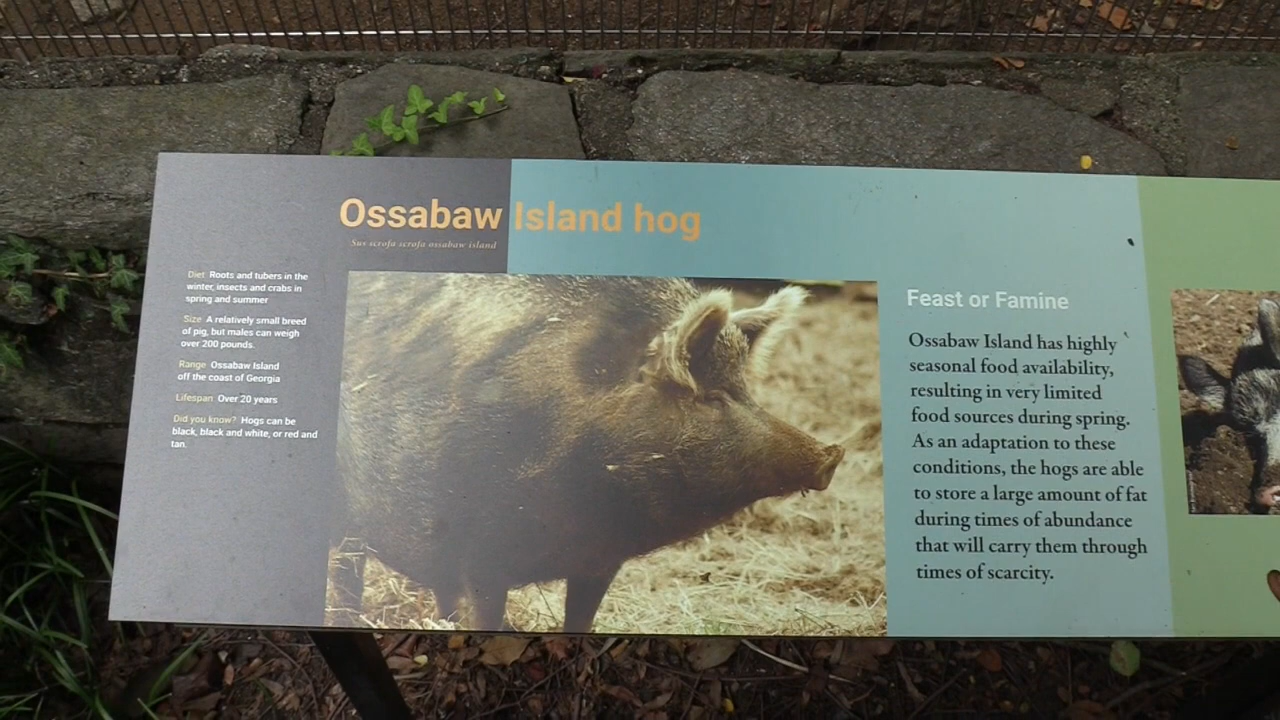 Ossabaw Island hog
Sus scrofa scrofa ossabaw island
Diet Roots and tubers in the
winter, insects and crabs in
spring and summer
Size A relatively small breed
of pig, but males can weigh
over 200 pounds.
Range Ossabaw Island
off the coast of Georgia
Lifespan Over 20 years
Did you know? Hogs can be
black, black and white, or red and
tan.
Feast or Famine
Ossabaw Island has highly
seasonal food availability,
resulting in very limited
food sources during spring.
As an adaptation to these
conditions, the hogs are able
to store a large amount of fat
during times of abundance
that will carry them through
times of scarcity.